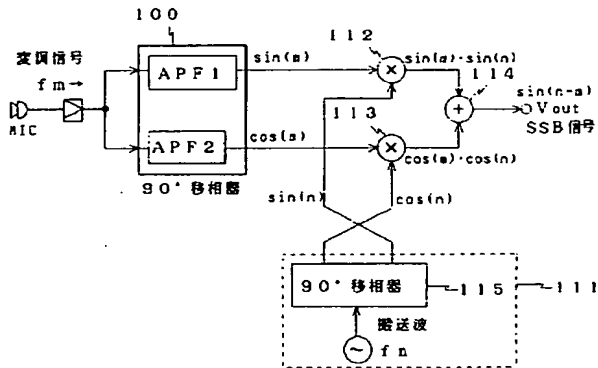 100
変調信号
fm→
MIC
APF1
APF2
90°移相器
sin(m)
cos(m)
112
sin(m)·sin(n)
113
cos(m)·cos(n)
114
sin(n-m)
Vout
SSB信号
sin(n)
cos(n)
90°移相器
115
111
搬送波
fn